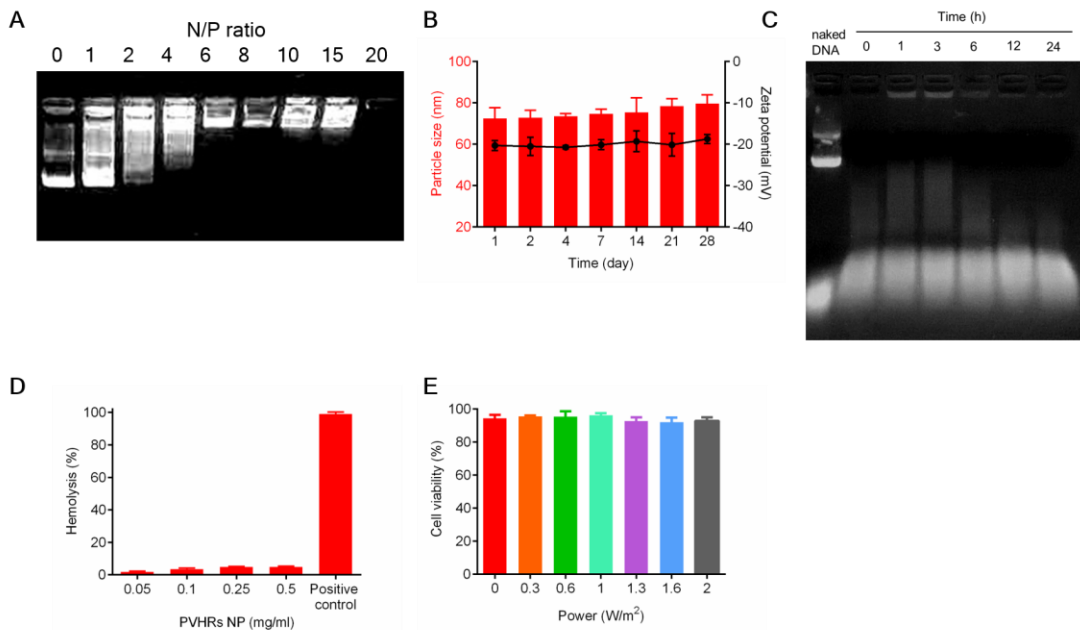 A
N/P ratio
0 1 2 4 6 8 10 15 20
B
100
80
60
40
20
Particle size (nm)
0
-10
-20
-30
-40
Zeta potential (mV)
1 2 4 7 14 21 28
Time (day)
C
Time (h)
naked
DNA
0 1 3 6 12 24
D
100
80
60
40
20
0
Hemolysis (%)
0.05 0.1 0.25 0.5 Positive
control
PVHRs NP (mg/ml)
E
100
80
60
40
20
0
Cell viability (%)
0 0.3 0.6 1 1.3 1.6 2
Power (W/m²)